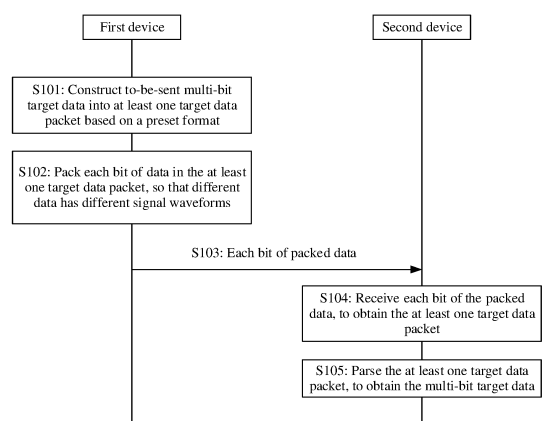 First device
Second device
S101: Construct to-be-sent multi-bit
target data into at least one target data
packet based on a preset format
S102: Pack each bit of data in the at least
one target data packet, so that different
data has different signal waveforms
S103: Each bit of packed data
S104: Receive each bit of the packed
data, to obtain the at least one target data
packet
S105: Parse the at least one target data
packet, to obtain the multi-bit target data